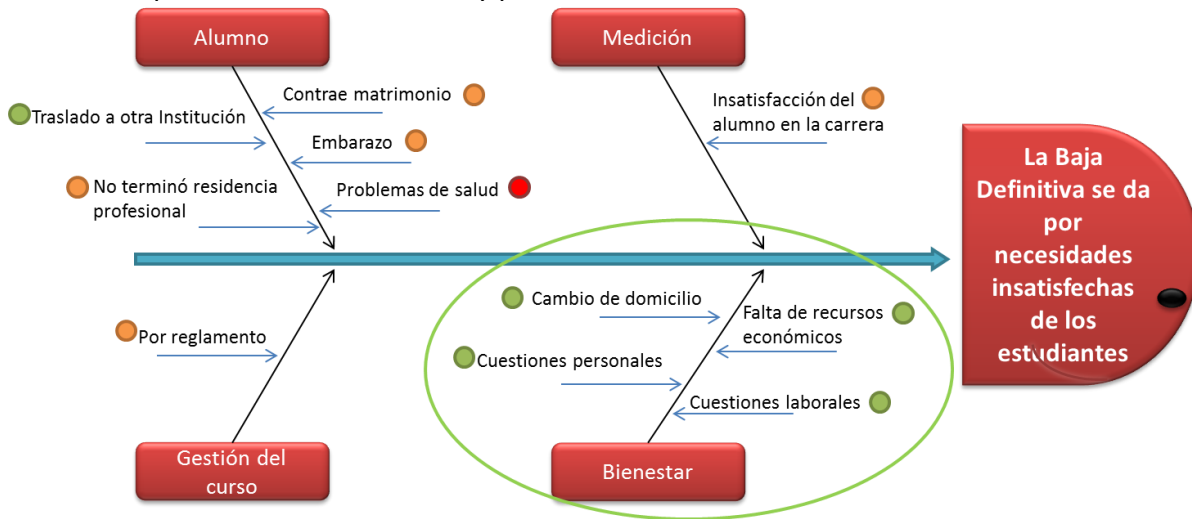 Alumno
Medición
Contrae matrimonio
Traslado a otra Institución
Embarazo
No terminó residencia
profesional
Problemas de salud
Insatisfacción del
alumno en la carrera
La Baja
Definitiva se da
por
necesidades
insatisfechas
de los
estudiantes
Por reglamento
Cambio de domicilio
Falta de recursos
económicos
Cuestiones personales
Cuestiones laborales
Gestión del
curso
Bienestar